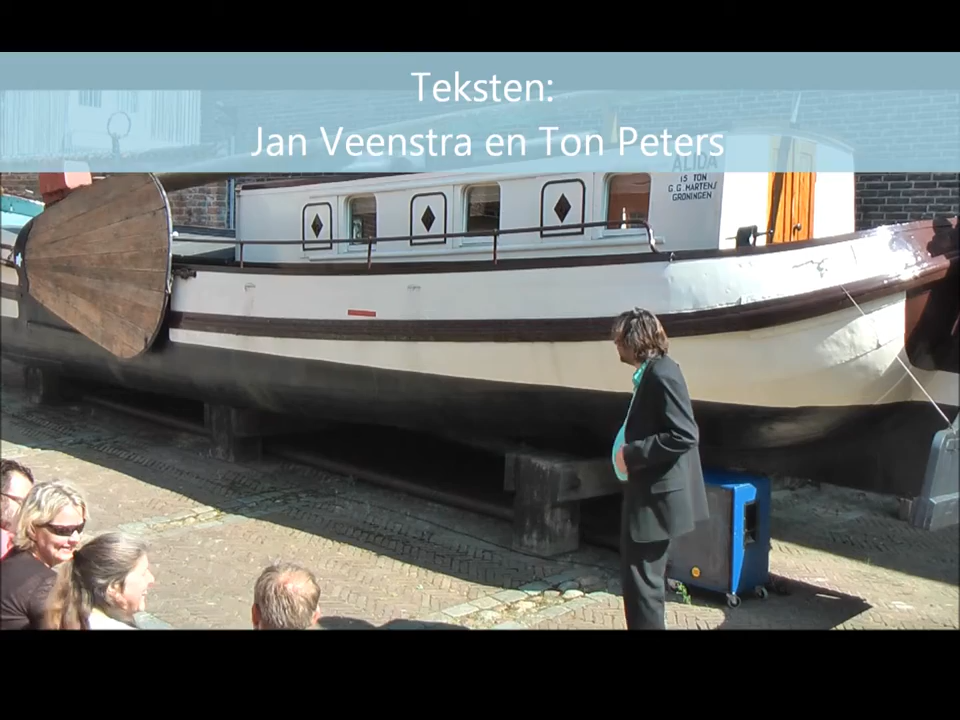 Teksten:
Jan Veenstra en Ton Peters
ALIDA
15 TON
G.G. MARTENS
GRONINGEN